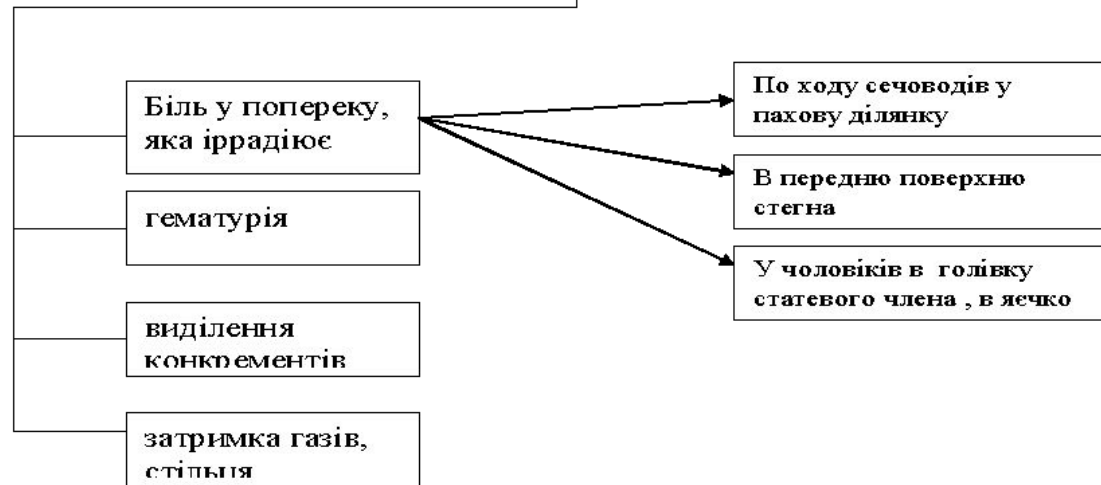 Біль у попереку,
яка іррадіює
гематурія
виділення
конкрементів
затримка газів,
стільця
По ходу сечоводів у
пахову ділянку
В передню поверхню
стегна
У чоловіків в голівку
статевого члена , в яєчко